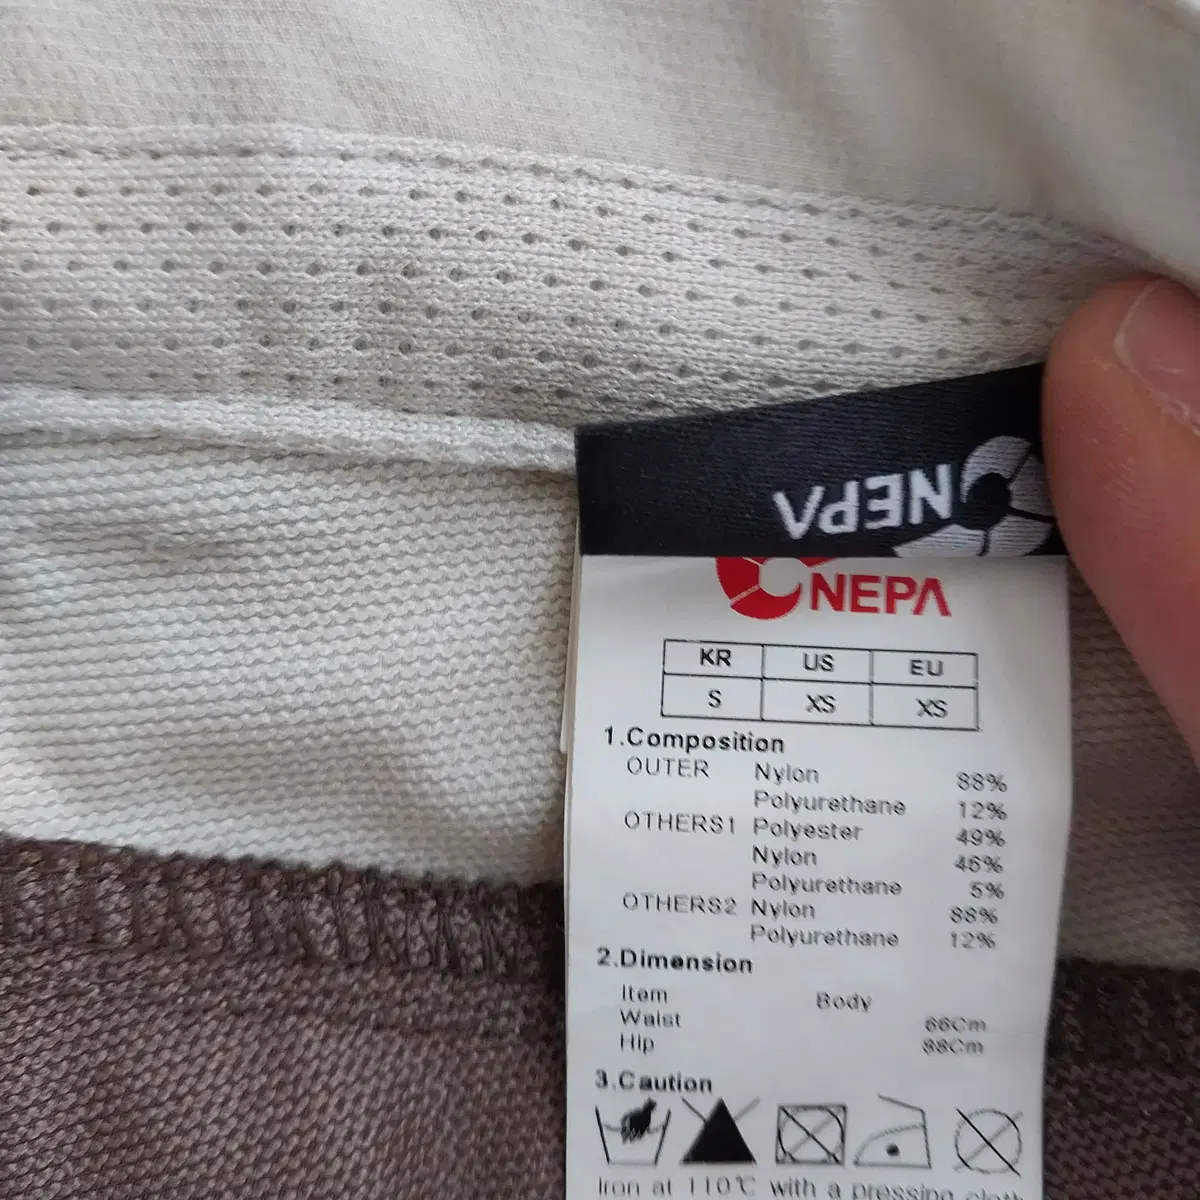 NEPA
NEPA
KR US EU
S XS XS
1.Composition
OUTER Nylon 88%
Polyurethane 12%
OTHERS1 Polyester 49%
Nylon 46%
Polyurethane 5%
OTHERS2 Nylon 88%
Polyurethane 12%
2.Dimension
Item Body
Waist 66Cm
Hip 88Cm
3.Caution
Iron at 110℃ with a pressing cloth